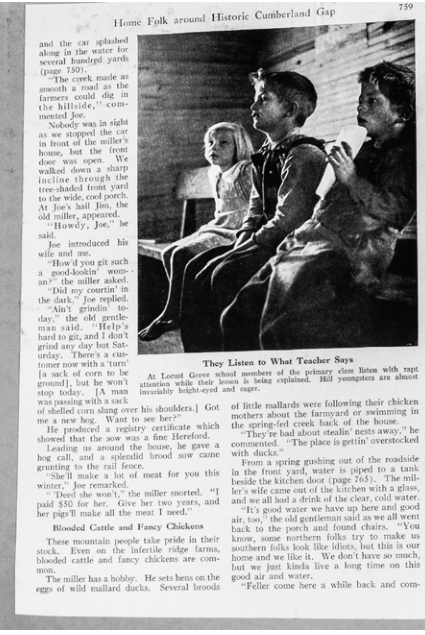 Home Folk around Historic Cumberland Gap
759
and the car splashed
along in the water for
several hundred yards
(page 750).
"The creek made as
smooth a road as the
farmers could dig in
the hillside," com-
mented Joe.
Nobody was in sight
as we stopped the car
in front of the miller's
house, but the front
door was open. We
walked down a sharp
incline through the
tree-shaded front yard
to the wide, cool porch.
At Joe's hail Jim, the
old miller, appeared.
"Howdy, Joe," he
said.
Joe introduced his
wife and me.
"How'd you git such
a good-lookin' wom-
an?" the miller asked.
"Did my courtin' in
the dark," Joe replied.
"Ain't grindin' to-
day," the old gentle-
man said. "Help's
hard to git, and I don't
grind any day but Sat-
urday. There's a cus-
tomer now with a 'turn'
[a sack of corn to be
ground], but he won't
stop today. [A man
was passing with a sack
of shelled corn slung over his shoulders.] Got
me a new hog. Want to see her?"
He produced a registry certificate which
showed that the sow was a fine Hereford.
Leading us around the house, he gave a
hog call, and a splendid brood sow came
grunting to the rail fence.
"She'll make a lot of meat for you this
winter," Joe remarked.
"'Deed she won't," the miller snorted. "I
paid $50 for her. Give her two years, and
her pigs'll make all the meat I need."
Blooded Cattle and Fancy Chickens
These mountain people take pride in their
stock. Even on the infertile ridge farms,
blooded cattle and fancy chickens are com-
mon.
The miller has a hobby. He sets hens on the
eggs of wild mallard ducks. Several broods
They Listen to What Teacher Says
At Locust Grove school members of the primary class listen with rapt
attention while their lesson is being explained. Hill youngsters are almost
invariably bright-eyed and eager.
of little mallards were following their chicken
mothers about the farmyard or swimming in
the spring-fed creek back of the house.
"They're bad about stealin' nests away," he
commented. "The place is gettin' overstocked
with ducks."
From a spring gushing out of the roadside
in the front yard, water is piped to a tank
beside the kitchen door (page 765). The mil-
ler's wife came out of the kitchen with a glass,
and we all had a drink of the clear, cold water.
"It's good water we have up here and good
air, too," the old gentleman said as we all went
back to the porch and found chairs. "You
know, some northern folks try to make us
southern folks look like idiots, but this is our
home and we like it. We don't have so much,
but we just kinda live a long time on this
good air and water.
"Feller come here a while back and com-